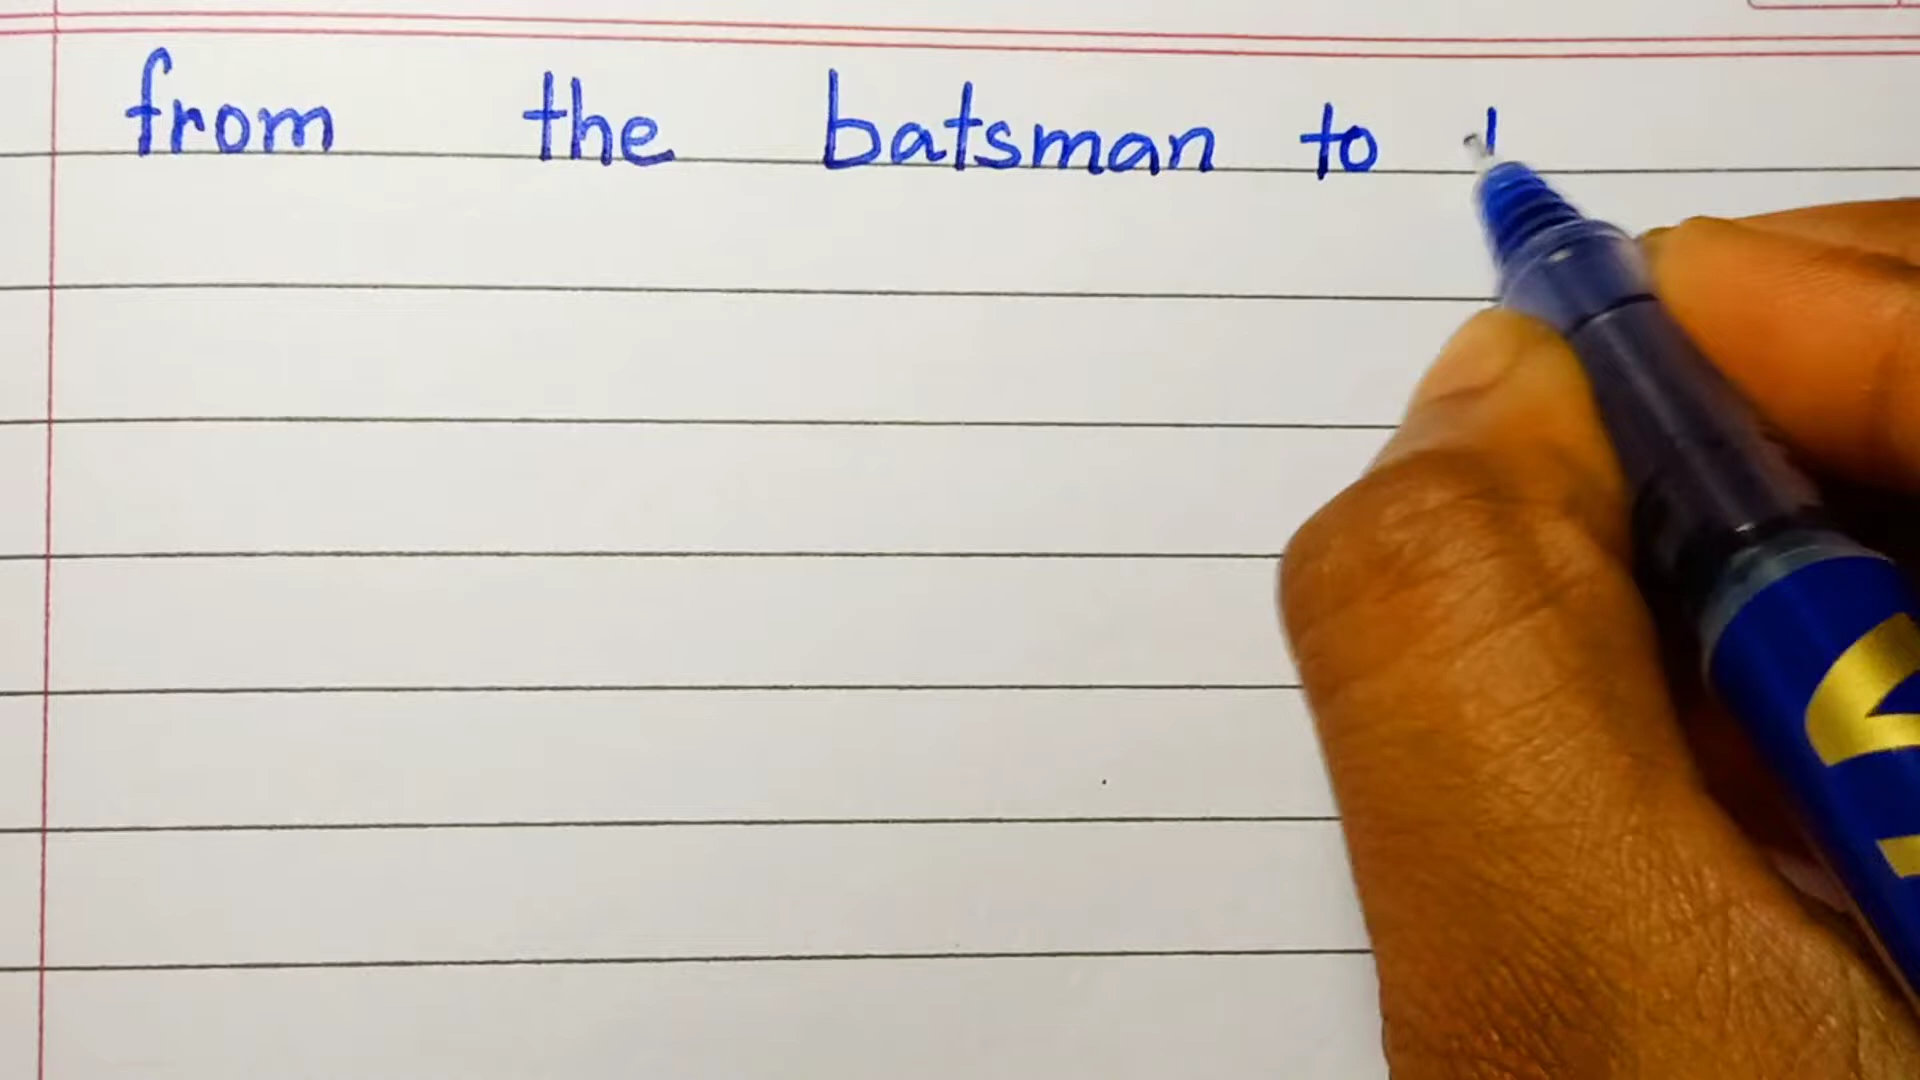 from the batsman to